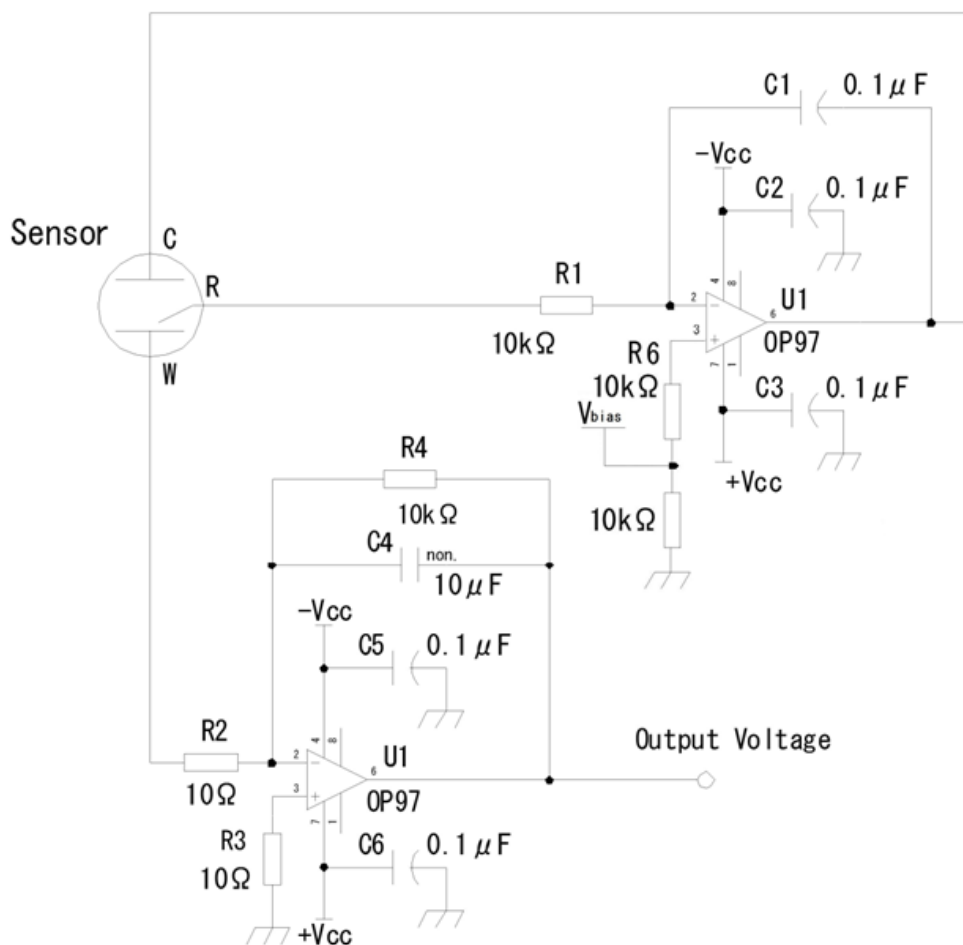 C1
0.1μF
-Vcc
C2
0.1μF
Sensor
C
R
W
R1
10kΩ
2
3
4
8
6
7
1
U1
OP97
R6
10kΩ
Vbias
C3
0.1μF
+Vcc
10kΩ
R4
10kΩ
C4
non.
10μF
-Vcc
C5
0.1μF
R2
10Ω
2
3
4
8
6
7
1
U1
OP97
Output Voltage
R3
10Ω
C6
0.1μF
+Vcc